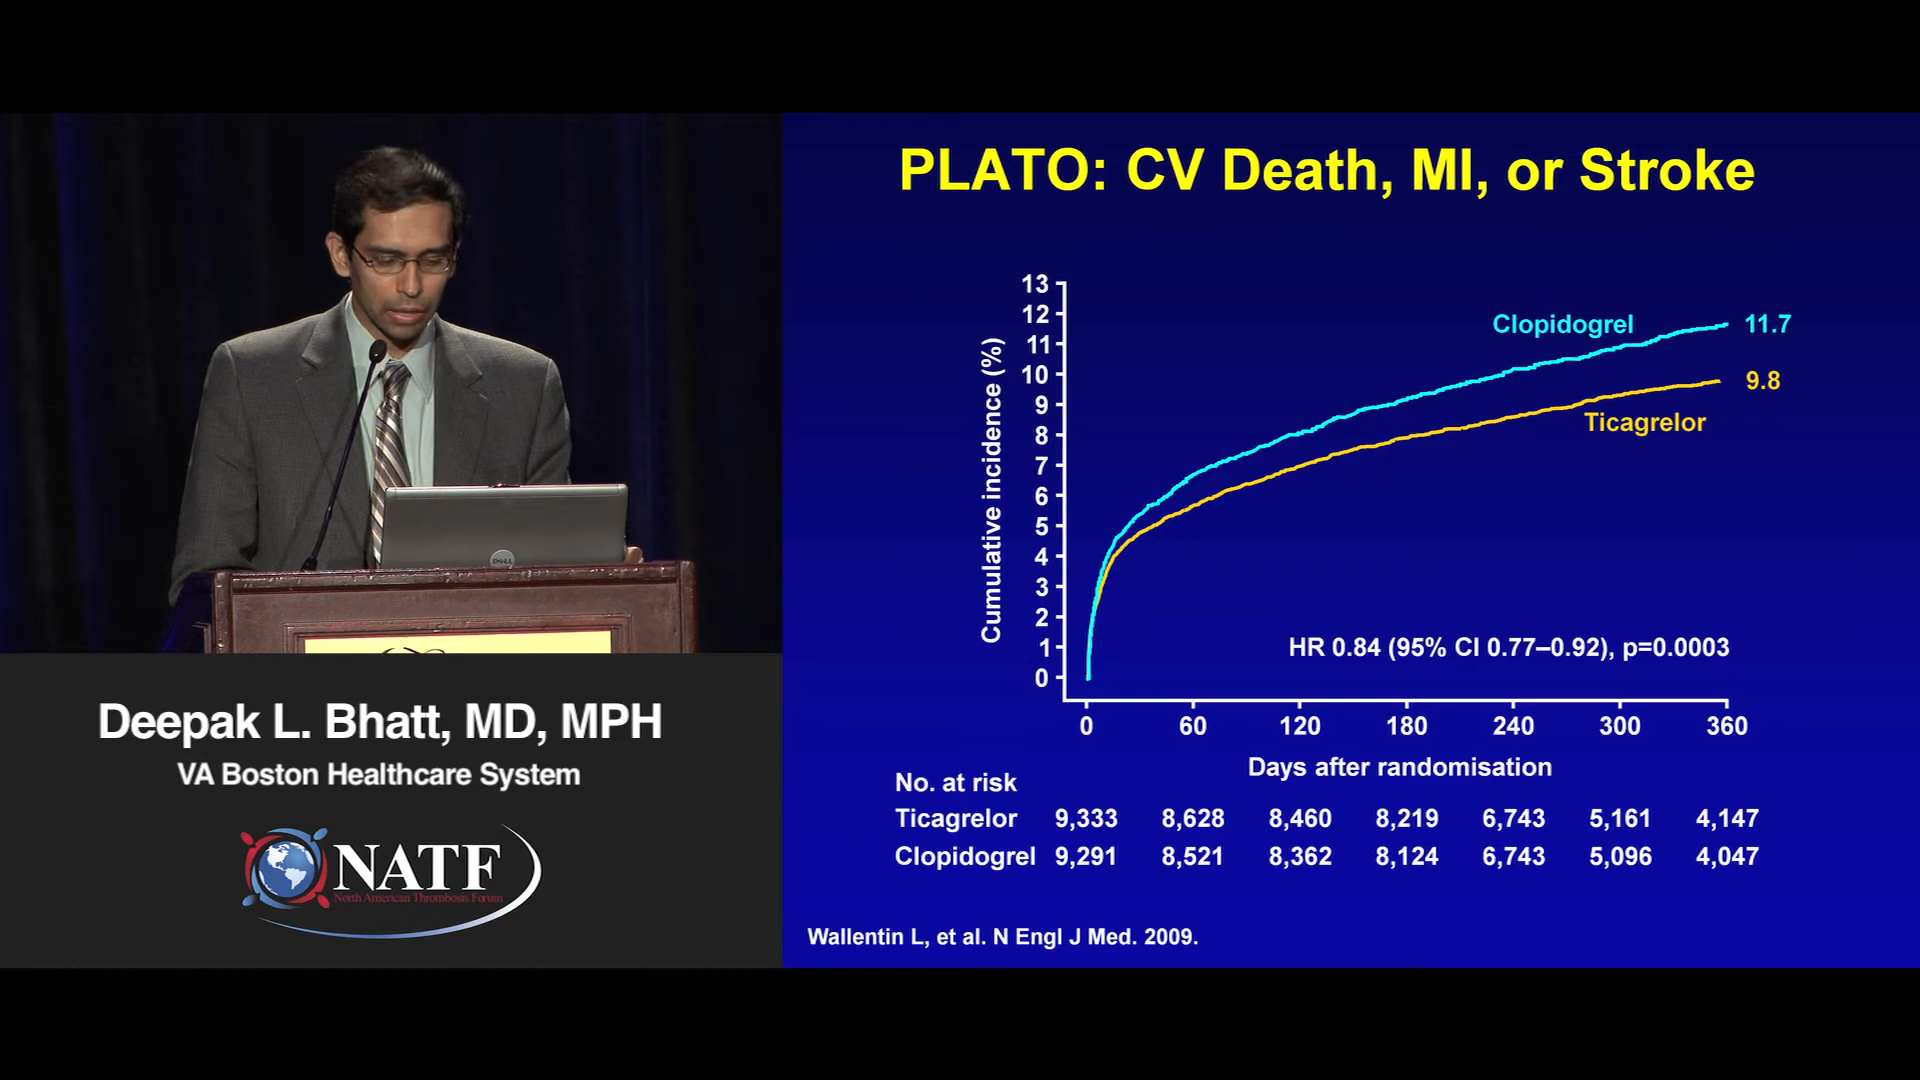 PLATO: CV Death, MI, or Stroke
13
12
11
10
9
8
7
6
5
4
3
2
1
0
Cumulative incidence (%)
Clopidogrel 11.7
9.8
Ticagrelor
HR 0.84 (95% CI 0.77–0.92), p=0.0003
0 60 120 180 240 300 360
Days after randomisation
No. at risk
Ticagrelor 9,333 8,628 8,460 8,219 6,743 5,161 4,147
Clopidogrel 9,291 8,521 8,362 8,124 6,743 5,096 4,047
Wallentin L, et al. N Engl J Med. 2009.
DELL
Deepak L. Bhatt, MD, MPH
VA Boston Healthcare System
NATF
North American Thrombosis Forum